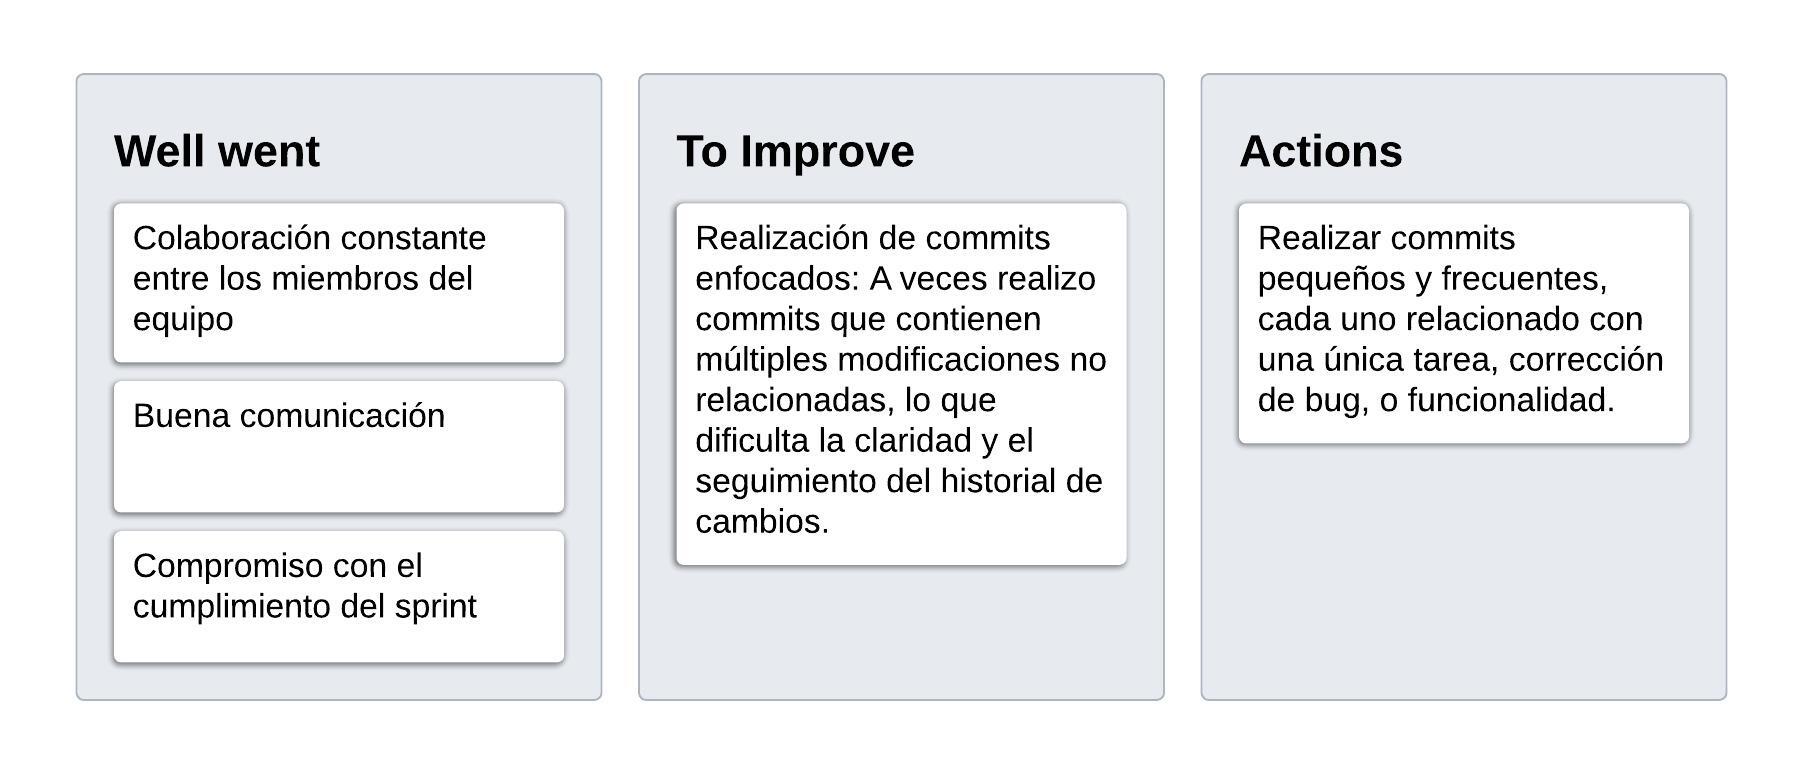 Well went
Colaboración constante
entre los miembros del
equipo
Buena comunicación
Compromiso con el
cumplimiento del sprint
To Improve
Realización de commits
enfocados: A veces realizo
commits que contienen
múltiples modificaciones no
relacionadas, lo que
dificulta la claridad y el
seguimiento del historial de
cambios.
Actions
Realizar commits
pequeños y frecuentes,
cada uno relacionado con
una única tarea, corrección
de bug, o funcionalidad.